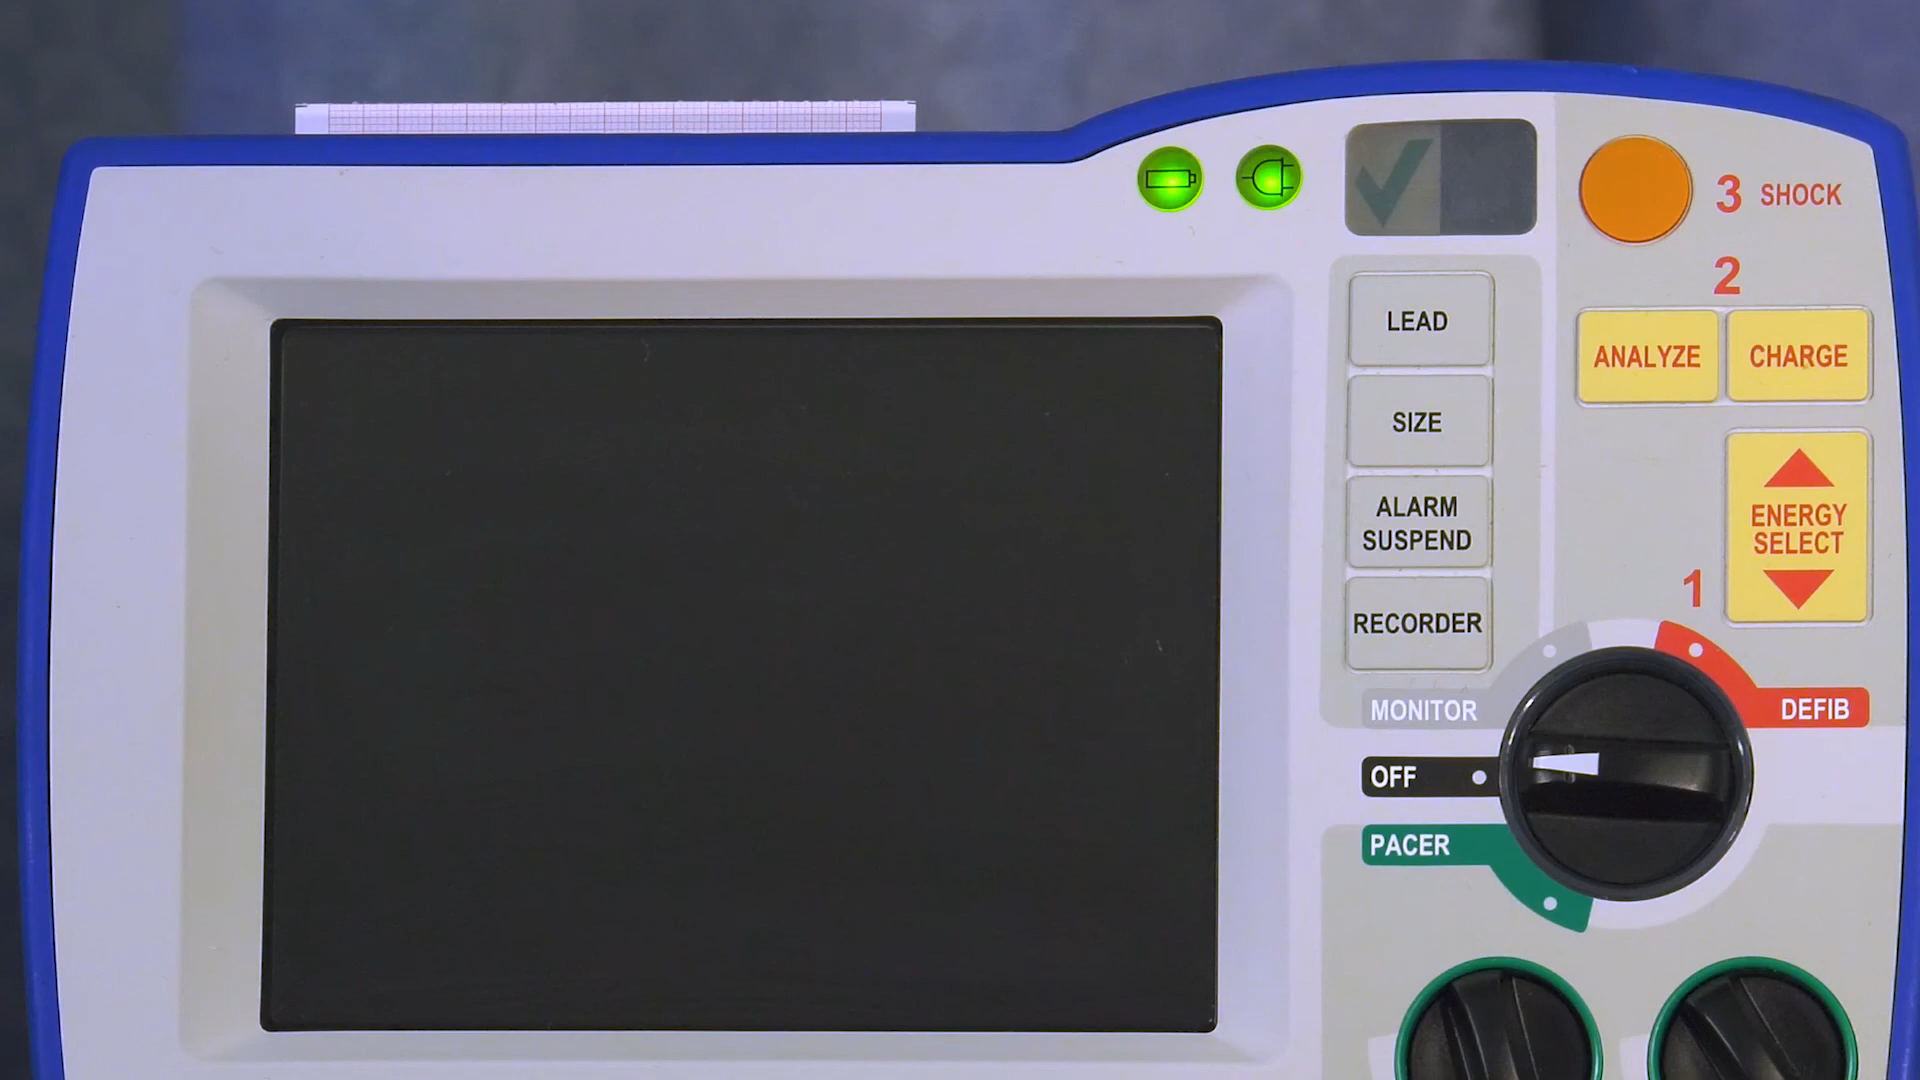 3 SHOCK
2
LEAD
ANALYZE
CHARGE
SIZE
ALARM
SUSPEND
ENERGY
SELECT
1
RECORDER
MONITOR
DEFIB
OFF
PACER